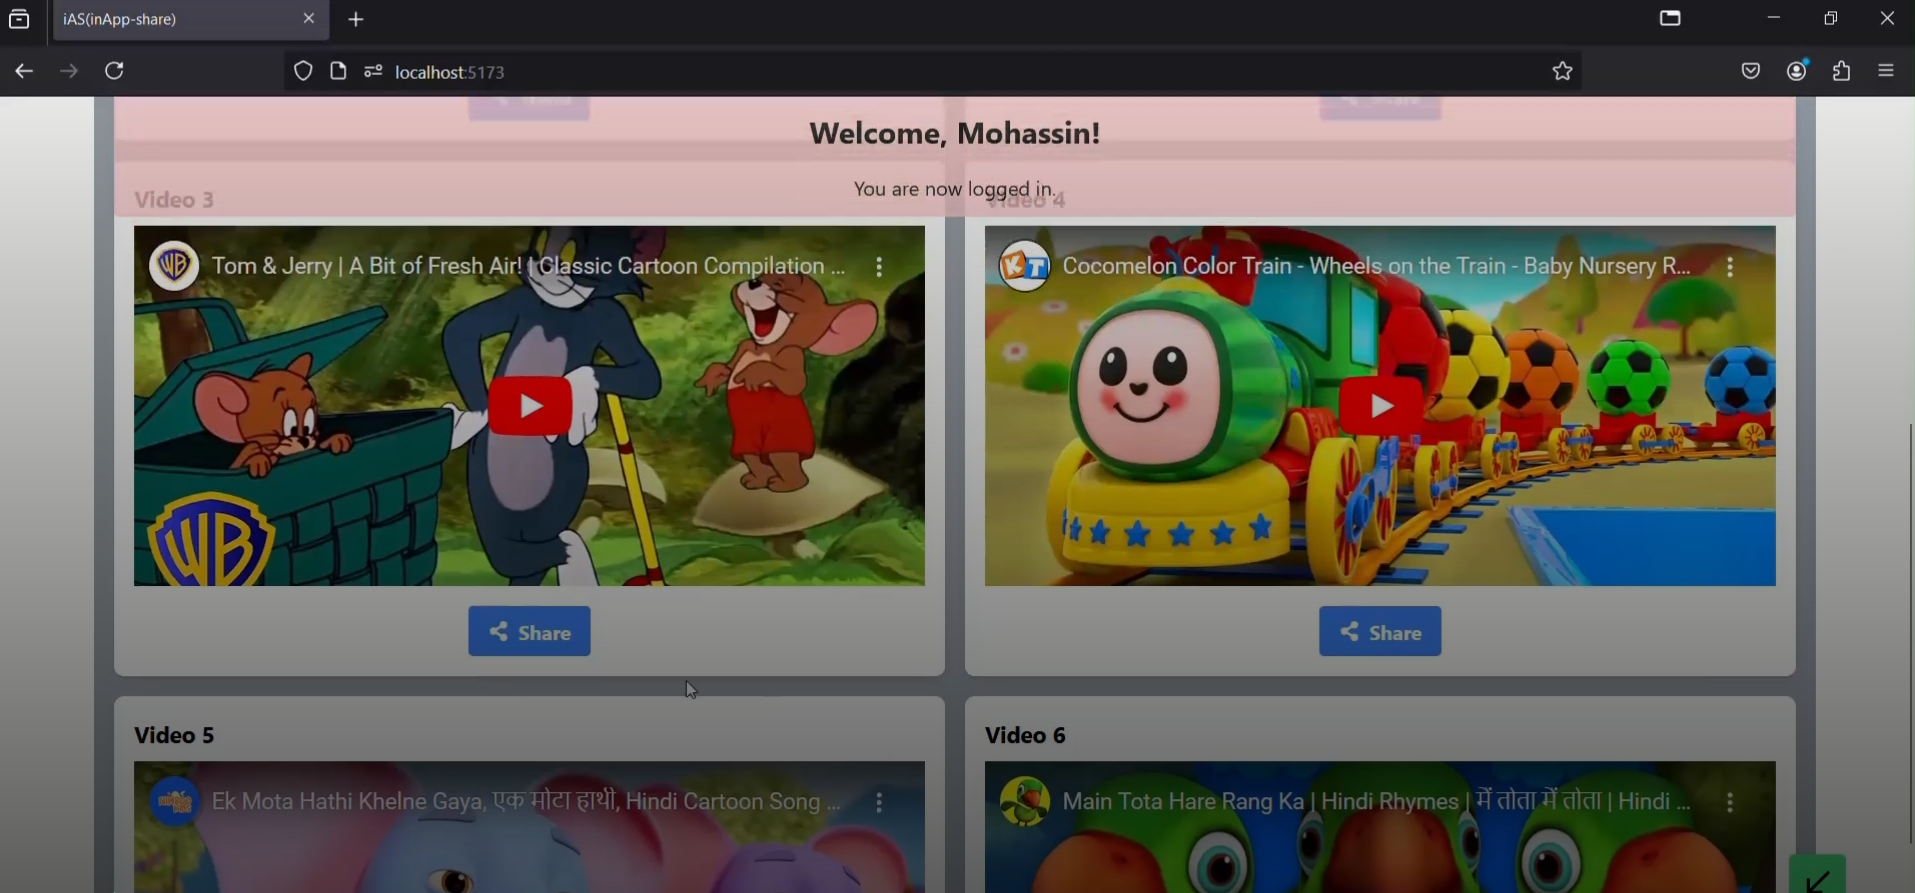 iAS(inApp-share)
localhost:5173
Welcome, Mohassin!
You are now logged in.
Video 3
Video 4
WB
Tom & Jerry | A Bit of Fresh Air! | Classic Cartoon Compilation ...
KT
Cocomelon Color Train - Wheels on the Train - Baby Nursery R...
WB
Share
Share
Video 5
Video 6
Ek Mota Hathi Khelne Gaya, एक मोटा हाथी, Hindi Cartoon Song ...
Main Tota Hare Rang Ka | Hindi Rhymes | में तोता में तोता | Hindi ...